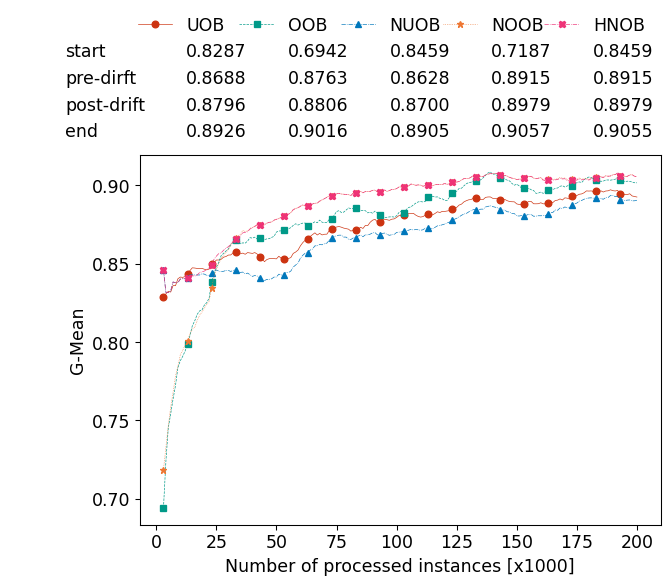 UOB OOB NUOB NOOB HNOB
start 0.8287 0.6942 0.8459 0.7187 0.8459
pre-dirft 0.8688 0.8763 0.8628 0.8915 0.8915
post-drift 0.8796 0.8806 0.8700 0.8979 0.8979
end 0.8926 0.9016 0.8905 0.9057 0.9055
0.90
0.85
0.80
0.75
0.70
G-Mean
0 25 50 75 100 125 150 175 200
Number of processed instances [x1000]